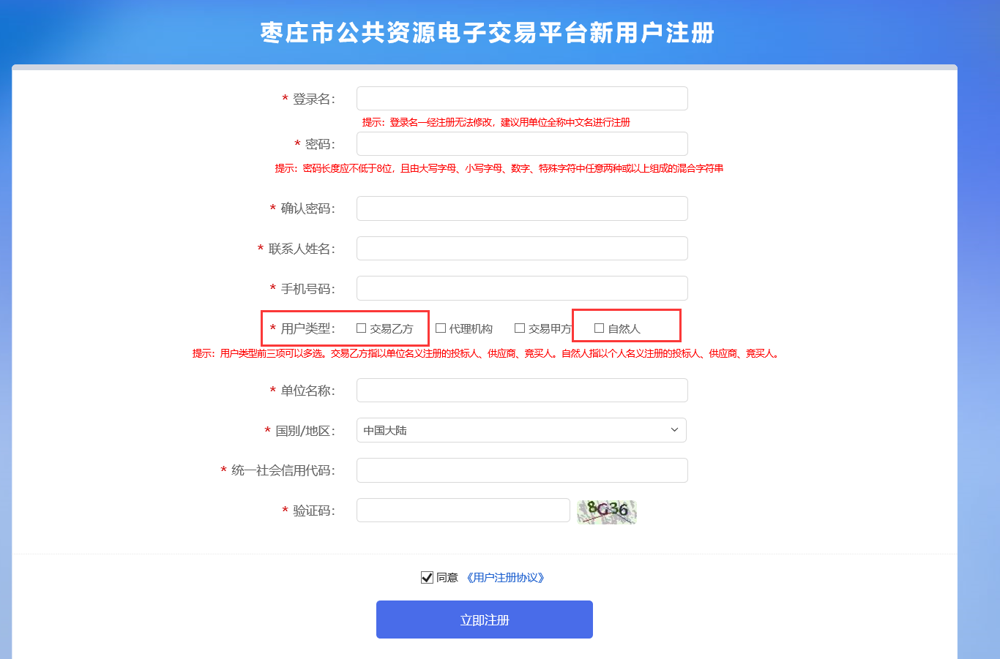 枣庄市公共资源电子交易平台新用户注册
* 登录名：
提示：登录名一经注册无法修改，建议用单位全称中文名进行注册
* 密码：
提示：密码长度应不低于8位，且由大写字母、小写字母、数字、特殊字符中任意两种或以上组成的混合字符串
* 确认密码：
* 联系人姓名：
* 手机号码：
* 用户类型： 交易乙方 代理机构 交易甲方 自然人
提示：用户类型前三项可以多选。交易乙方指以单位名义注册的投标人、供应商、竞买人。自然人指以个人名义注册的投标人、供应商、竞买人。
* 单位名称：
* 国别/地区： 中国大陆
* 统一社会信用代码：
* 验证码： 8G36
同意 《用户注册协议》
立即注册